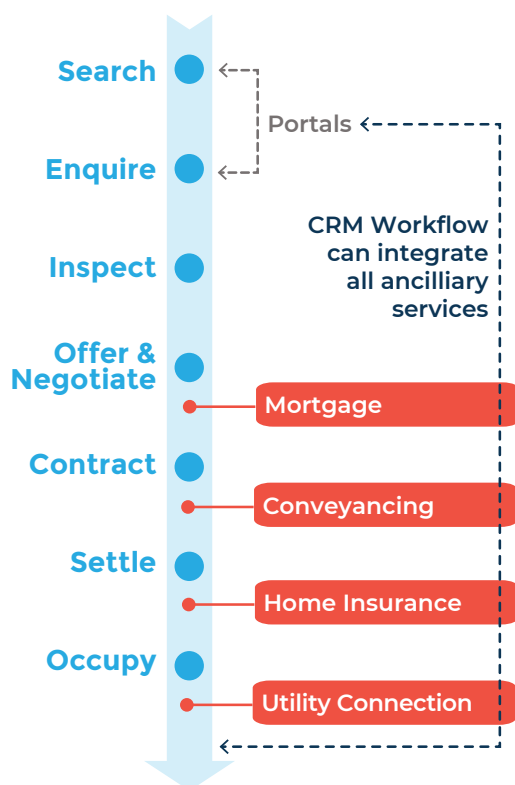 Search
Portals
Enquire
CRM Workflow
can integrate
all ancilliary
services
Inspect
Offer &
Negotiate
Mortgage
Contract
Conveyancing
Settle
Home Insurance
Occupy
Utility Connection